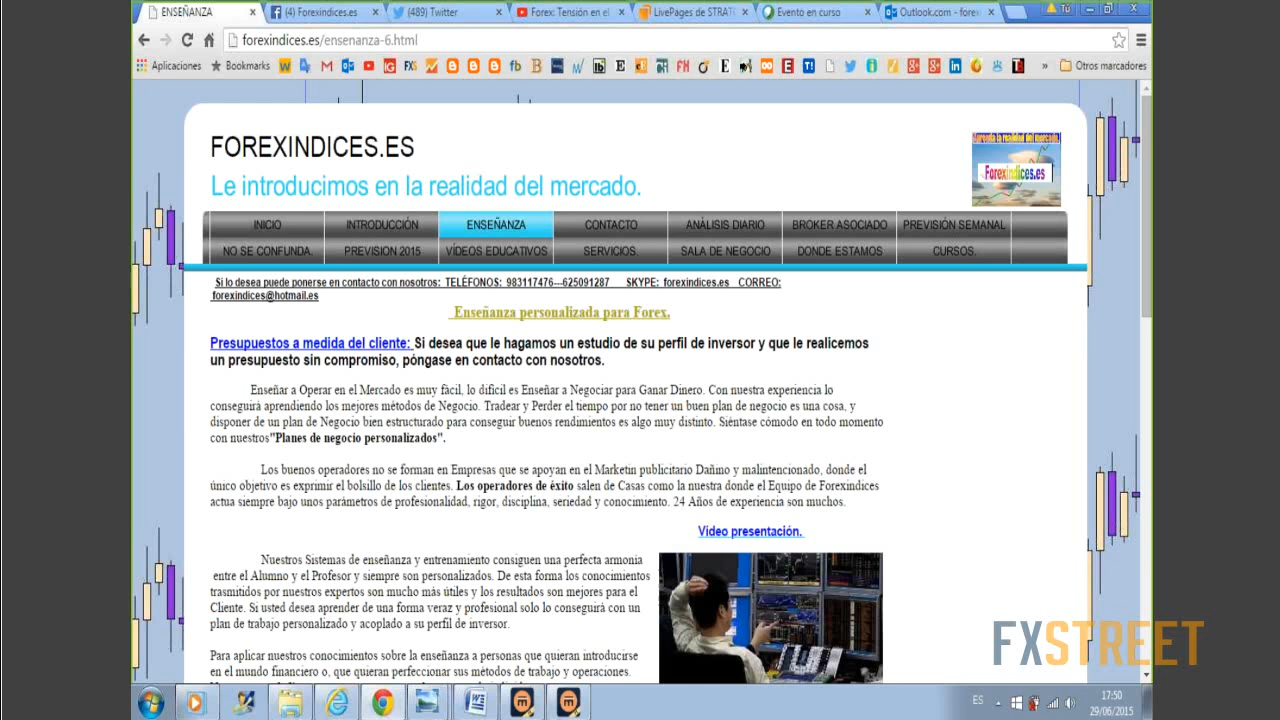 ENSEÑANZA
(4) Forexindices.es
(489) Twitter
Forex: Tensión en el
LivePages de STRATO
Evento en curso
Outlook.com - forex
Tú
forexindices.es/ensenanza-6.html
Aplicaciones
Bookmarks
Otros marcadores
FOREXINDICES.ES
Forexindices.es
Le introducimos en la realidad del mercado.
INICIO INTRODUCCIÓN ENSEÑANZA CONTACTO ANÁLISIS DIARIO BROKER ASOCIADO PREVISIÓN SEMANAL
NO SE CONFUNDA. PREVISION 2015 VÍDEOS EDUCATIVOS SERVICIOS. SALA DE NEGOCIO DONDE ESTAMOS CURSOS.
Si lo desea puede ponerse en contacto con nosotros: TELÉFONOS: 983117476---625091287 SKYPE: forexindices.es CORREO:
forexindices@hotmail.es
Enseñanza personalizada para Forex.
Presupuestos a medida del cliente: Si desea que le hagamos un estudio de su perfil de inversor y que le realicemos
un presupuesto sin compromiso, póngase en contacto con nosotros.
Enseñar a Operar en el Mercado es muy fácil, lo difícil es Enseñar a Negociar para Ganar Dinero. Con nuestra experiencia lo
conseguirá aprendiendo los mejores métodos de Negocio. Tradear y Perder el tiempo por no tener un buen plan de negocio es una cosa, y
disponer de un plan de Negocio bien estructurado para conseguir buenos rendimientos es algo muy distinto. Siéntase cómodo en todo momento
con nuestros"Planes de negocio personalizados".
Los buenos operadores no se forman en Empresas que se apoyan en el Marketin publicitario Dañino y malintencionado, donde el
único objetivo es exprimir el bolsillo de los clientes. Los operadores de éxito salen de Casas como la nuestra donde el Equipo de Forexindices
actua siempre bajo unos parámetros de profesionalidad, rigor, disciplina, seriedad y conocimiento. 24 Años de experiencia son muchos.
Vídeo presentación.
Nuestros Sistemas de enseñanza y entrenamiento consiguen una perfecta armonia
entre el Alumno y el Profesor y siempre son personalizados. De esta forma los conocimientos
trasmitidos por nuestros expertos son mucho más útiles y los resultados son mejores para el
Cliente. Si usted desea aprender de una forma veraz y profesional solo lo conseguirá con un
plan de trabajo personalizado y acoplado a su perfil de inversor.
Para aplicar nuestros conocimientos sobre la enseñanza a personas que quieran introducirse
en el mundo financiero o, que quieran perfeccionar sus métodos de trabajo y operaciones.
FXSTREET
ES
17:50
29/06/2015